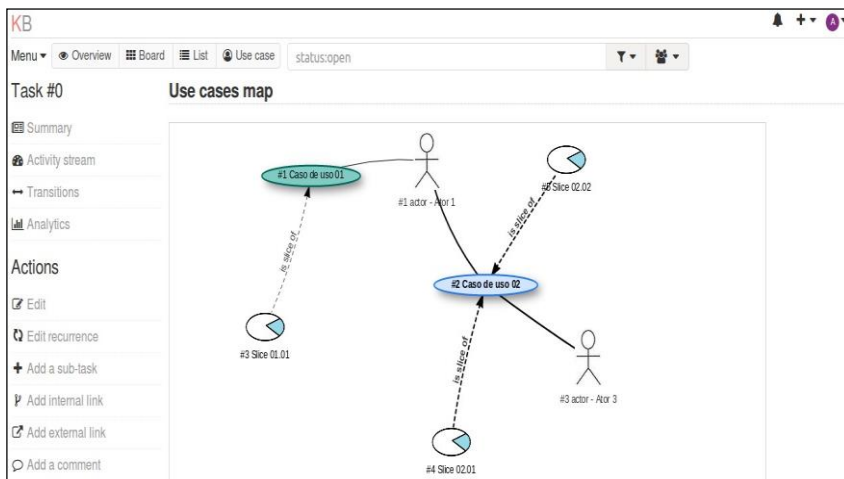 KB
A
Menu Overview Board List Use case status:open
Task #0
Use cases map
Summary
Activity stream
Transitions
Analytics
Actions
Edit
Edit recurrence
Add a sub-task
Add internal link
Add external link
Add a comment
#1 Caso de uso 01
#1 actor - Ator 1
#5 Slice 02.02
is slice of
is slice of
#2 Caso de uso 02
#3 Slice 01.01
is slice of
#3 actor - Ator 3
#4 Slice 02.01